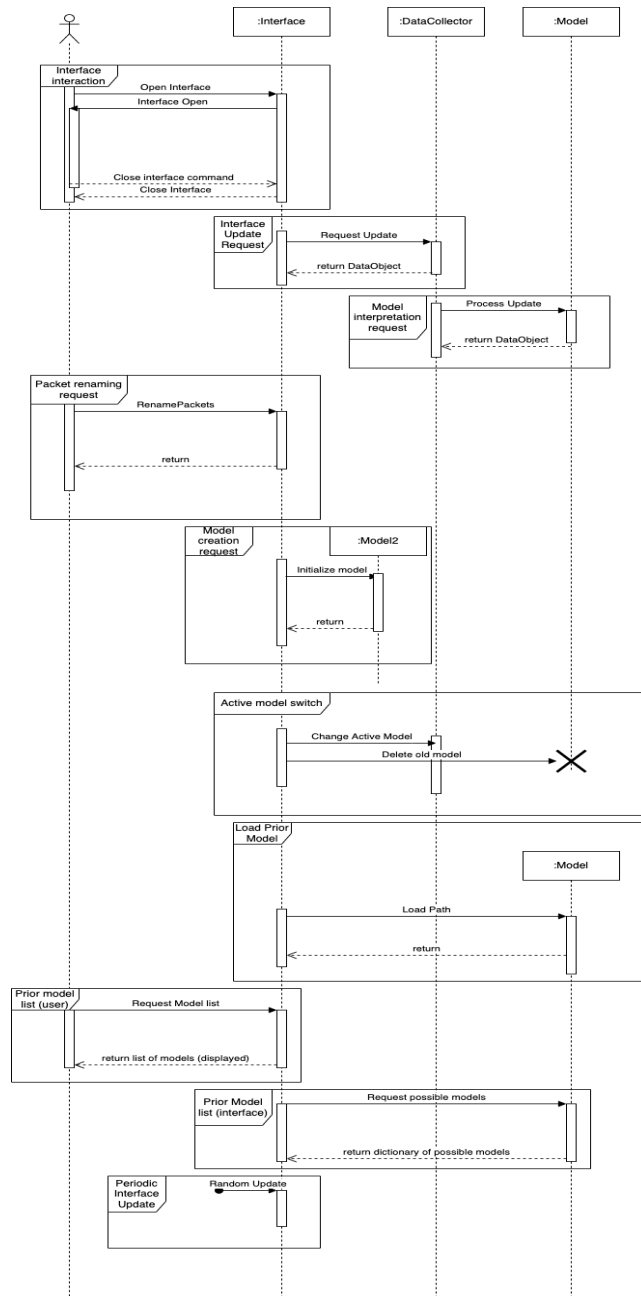 :Interface
:DataCollector
:Model
Interface
interaction
Open Interface
Interface Open
Close interface command
Close Interface
Interface
Update
Request
Request Update
return DataObject
Model
interpretation
request
Process Update
return DataObject
Packet renaming
request
RenamePackets
return
Model
creation
request
:Model2
Initialize model
return
Active model switch
Change Active Model
Delete old model
Load Prior
Model
:Model
Load Path
return
Prior model
list (user)
Request Model list
return list of models (displayed)
Prior Model
list (interface)
Request possible models
return dictionary of possible models
Periodic
Interface
Update
Random Update